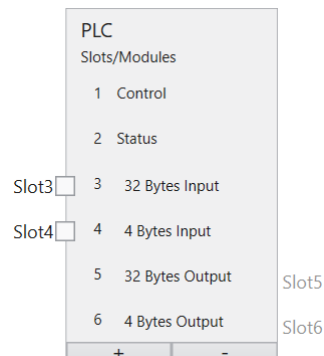 PLC
Slots/Modules
1 Control
2 Status
Slot3 3 32 Bytes Input
Slot4 4 4 Bytes Input
5 32 Bytes Output Slot5
6 4 Bytes Output Slot6
+ -